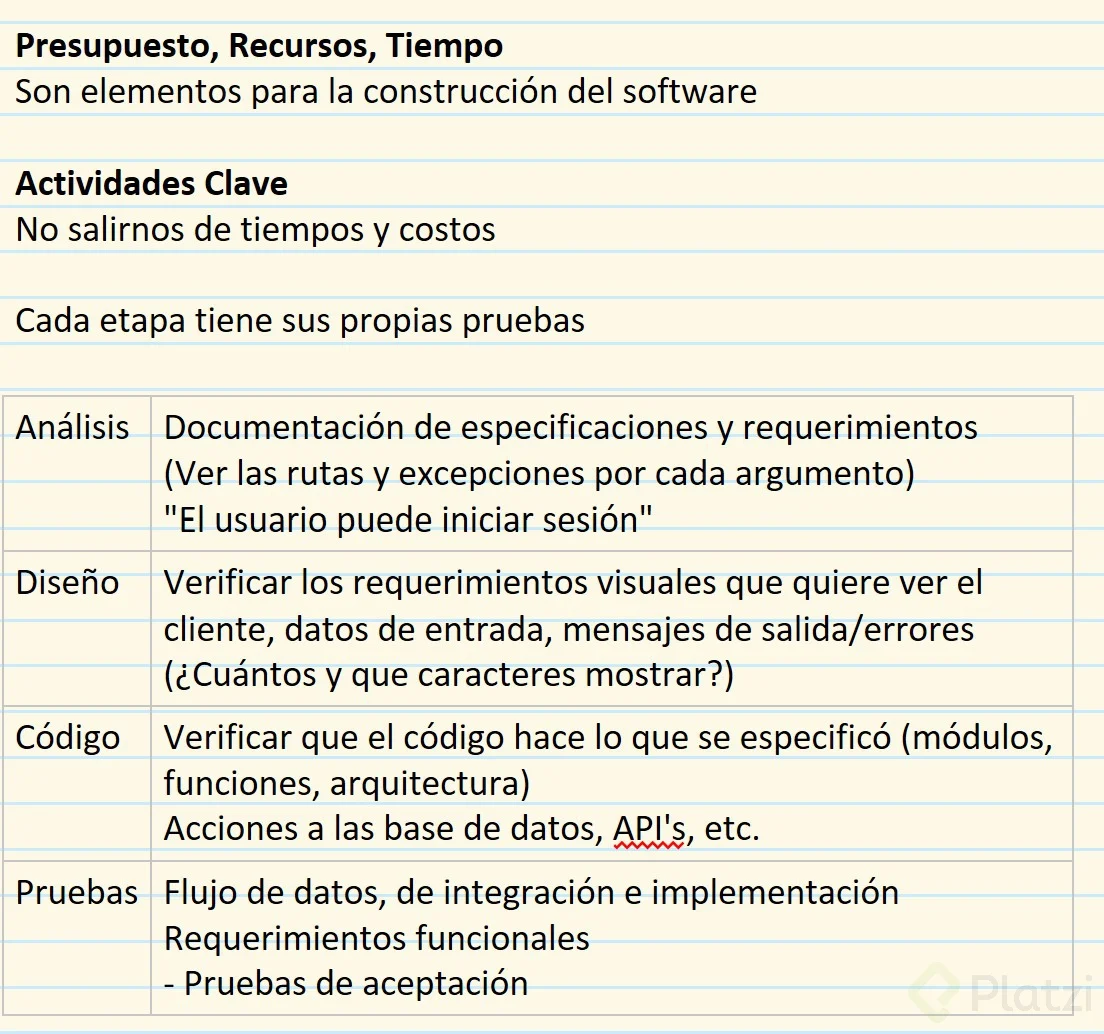 Presupuesto, Recursos, Tiempo
Son elementos para la construcción del software
Actividades Clave
No salirnos de tiempos y costos
Cada etapa tiene sus propias pruebas
Análisis
Documentación de especificaciones y requerimientos
(Ver las rutas y excepciones por cada argumento)
"El usuario puede iniciar sesión"
Diseño
Verificar los requerimientos visuales que quiere ver el
cliente, datos de entrada, mensajes de salida/errores
(¿Cuántos y que caracteres mostrar?)
Código
Verificar que el código hace lo que se especificó (módulos,
funciones, arquitectura)
Acciones a las base de datos, API's, etc.
Pruebas
Flujo de datos, de integración e implementación
Requerimientos funcionales
- Pruebas de aceptación
Platzi